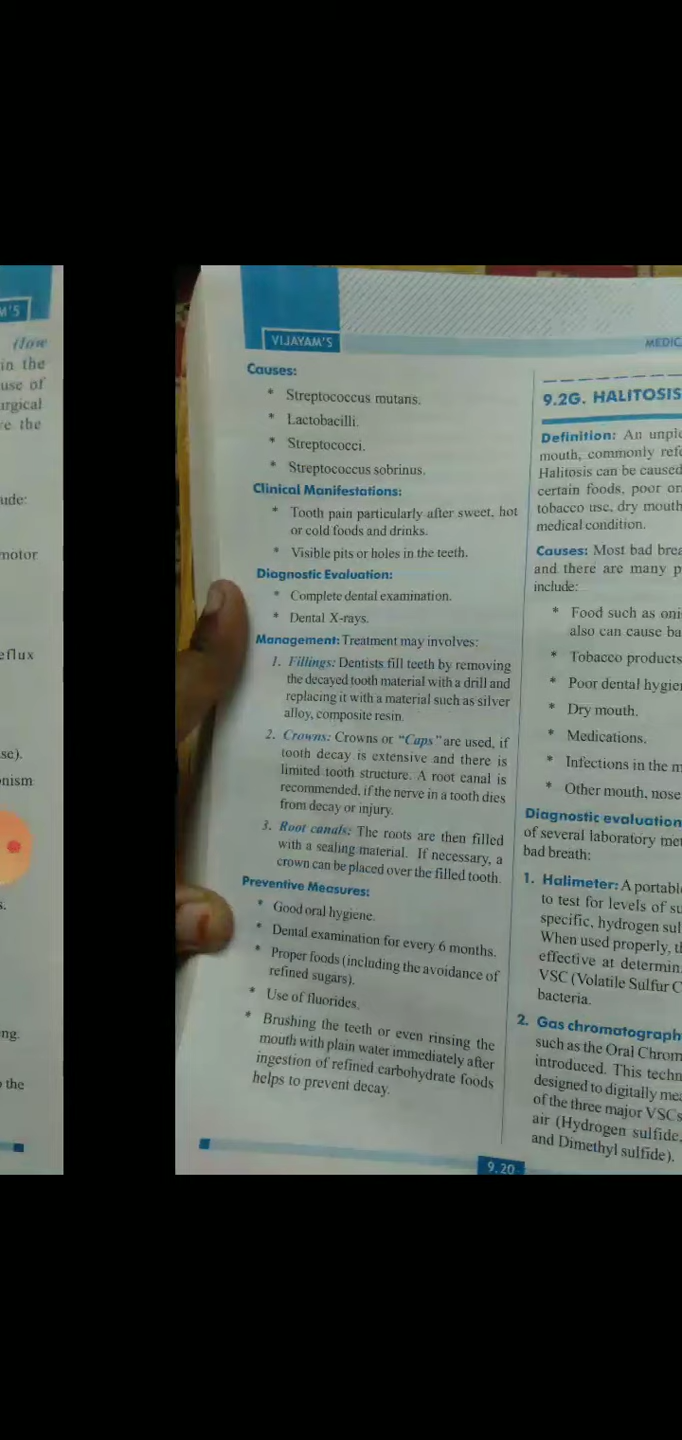 M'S
(low
in the
use of
urgical
re the
ude:
motor
eflux
se).
onism
s.
ng.
the
VIJAYAM'S
Causes:
* Streptococcus mutans.
* Lactobacilli.
* Streptococci.
* Streptococcus sobrinus.
Clinical Manifestations:
* Tooth pain particularly after sweet, hot
or cold foods and drinks.
* Visible pits or holes in the teeth.
Diagnostic Evaluation:
* Complete dental examination.
* Dental X-rays.
Management: Treatment may involves:
1. Fillings: Dentists fill teeth by removing
the decayed tooth material with a drill and
replacing it with a material such as silver
alloy, composite resin.
2. Crowns: Crowns or "Caps" are used, if
tooth decay is extensive and there is
limited tooth structure. A root canal is
recommended, if the nerve in a tooth dies
from decay or injury.
3. Root canals: The roots are then filled
with a sealing material. If necessary, a
crown can be placed over the filled tooth.
Preventive Measures:
* Good oral hygiene.
* Dental examination for every 6 months.
* Proper foods (including the avoidance of
refined sugars).
* Use of fluorides.
* Brushing the teeth or even rinsing the
mouth with plain water immediately after
ingestion of refined carbohydrate foods
helps to prevent decay.
MEDIC
9.2G. HALITOSIS
Definition: An unple
mouth, commonly refe
Halitosis can be caused
certain foods, poor or
tobacco use, dry mouth
medical condition.
Causes: Most bad brea
and there are many p
include:
* Food such as oni
also can cause ba
* Tobacco products
* Poor dental hygien
* Dry mouth.
* Medications.
* Infections in the m
* Other mouth, nose
Diagnostic evaluation
of several laboratory met
bad breath:
1. Halimeter: A portable
to test for levels of su
specific, hydrogen sul
When used properly, th
effective at determin
VSC (Volatile Sulfur C
bacteria.
2. Gas chromatograph
such as the Oral Chrom
introduced. This techn
designed to digitally mea
of the three major VSCs
air (Hydrogen sulfide,
and Dimethyl sulfide).
9.20